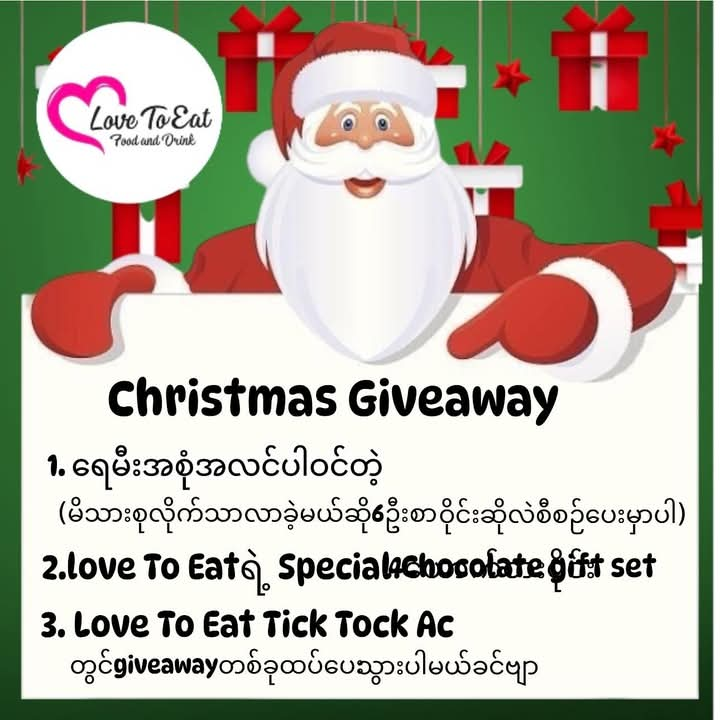 Love To Eat
Food and Drink
Christmas Giveaway
1. ရေမီးအစုံအလင်ပါဝင်တဲ့
(မိသားစုလိုက်သာလာခဲ့မယ်ဆို6ဦးစာဝိုင်းဆိုလဲစီစဉ်ပေးမှာပါ)
2.love To Eatရဲ့ Special Chocolate gift set
3. Love To Eat Tick Tock Ac
တွင်giveawayတစ်ခုထပ်ပေးသွားပါမယ်ခင်ဗျာ